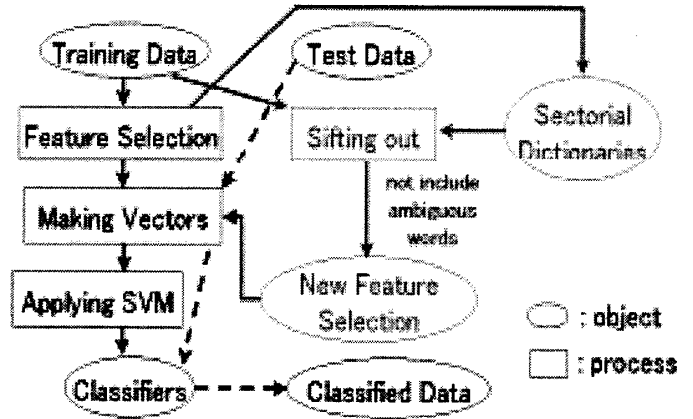 Training Data
Test Data
Feature Selection
Sifting out
Sectorial
Dictionaries
not include
ambiguous
words
Making Vectors
New Feature
Selection
Applying SVM
: object
Classifiers
Classified Data
: process